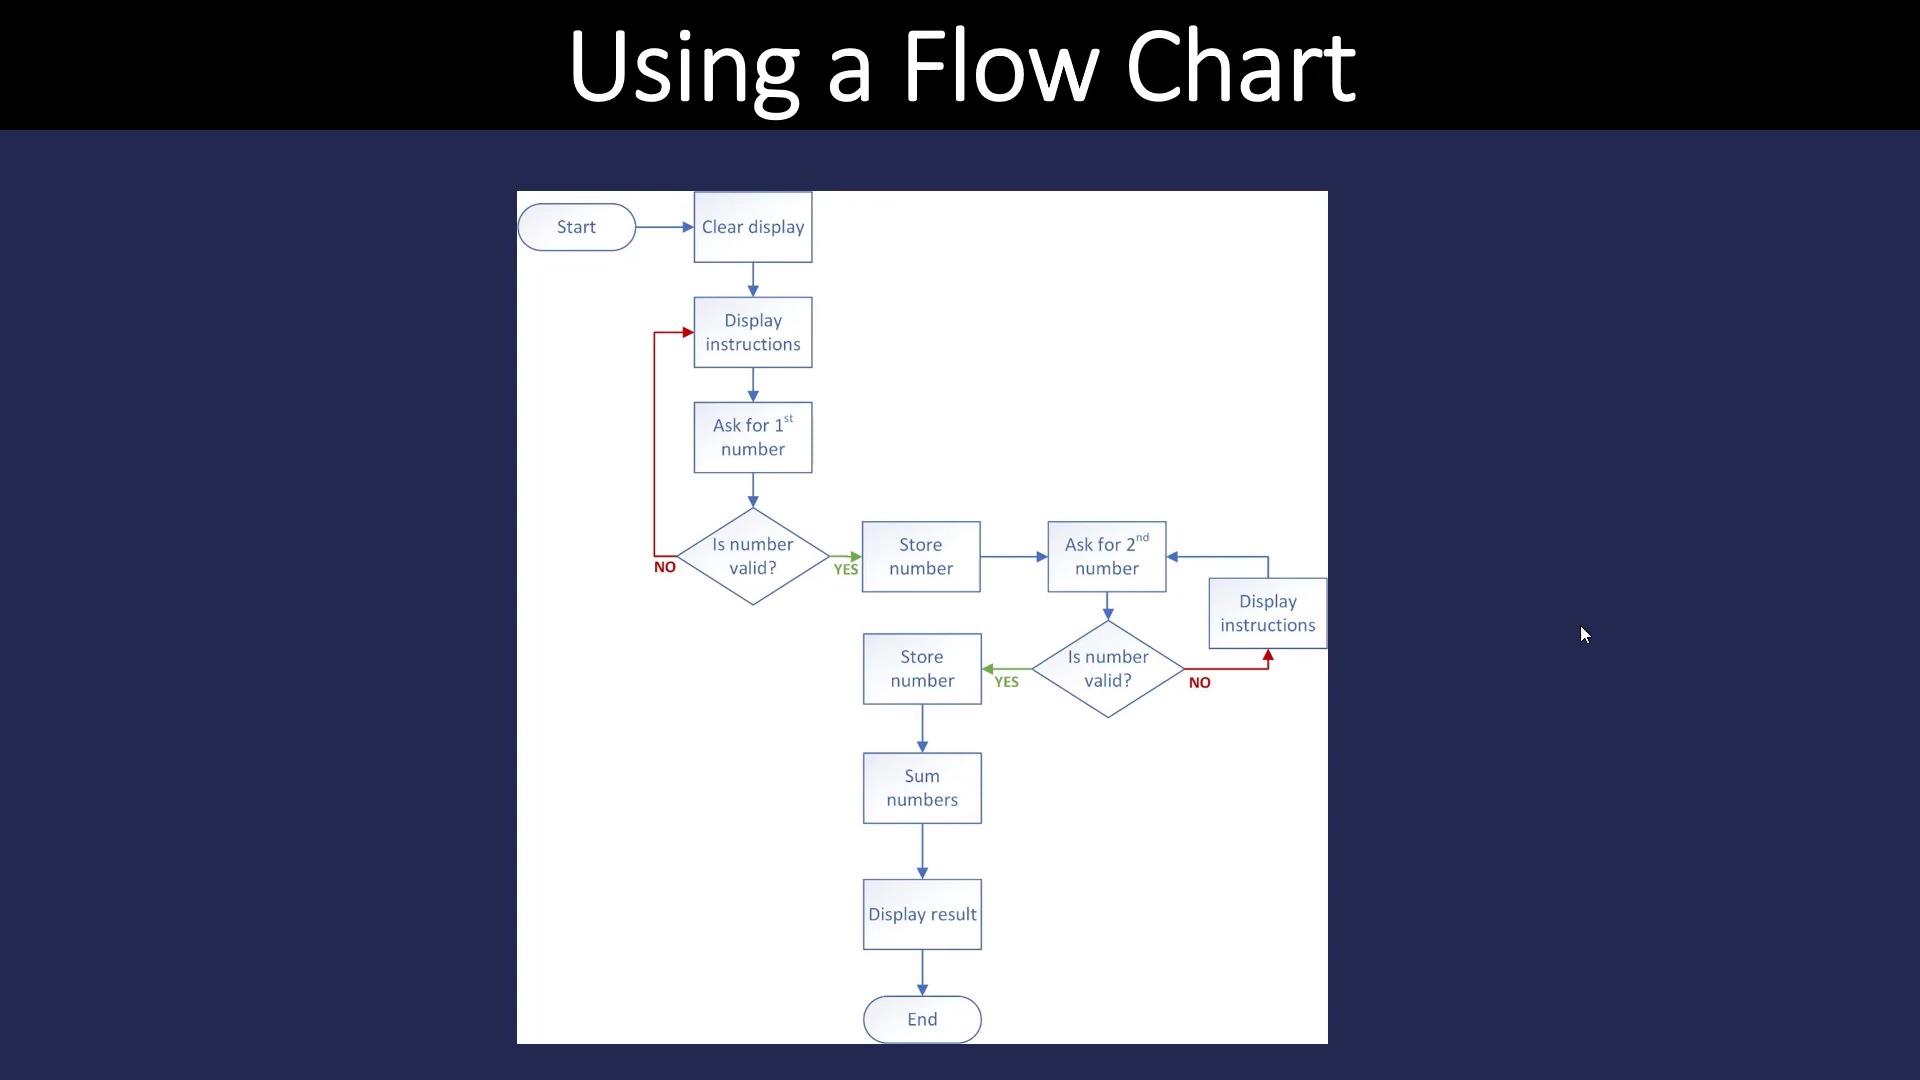 Using a Flow Chart
Start
Clear display
Display
instructions
Ask for 1st
number
Is number
valid?
NO
YES
Store
number
Ask for 2nd
number
Display
instructions
Is number
valid?
NO
YES
Store
number
Sum
numbers
Display result
End